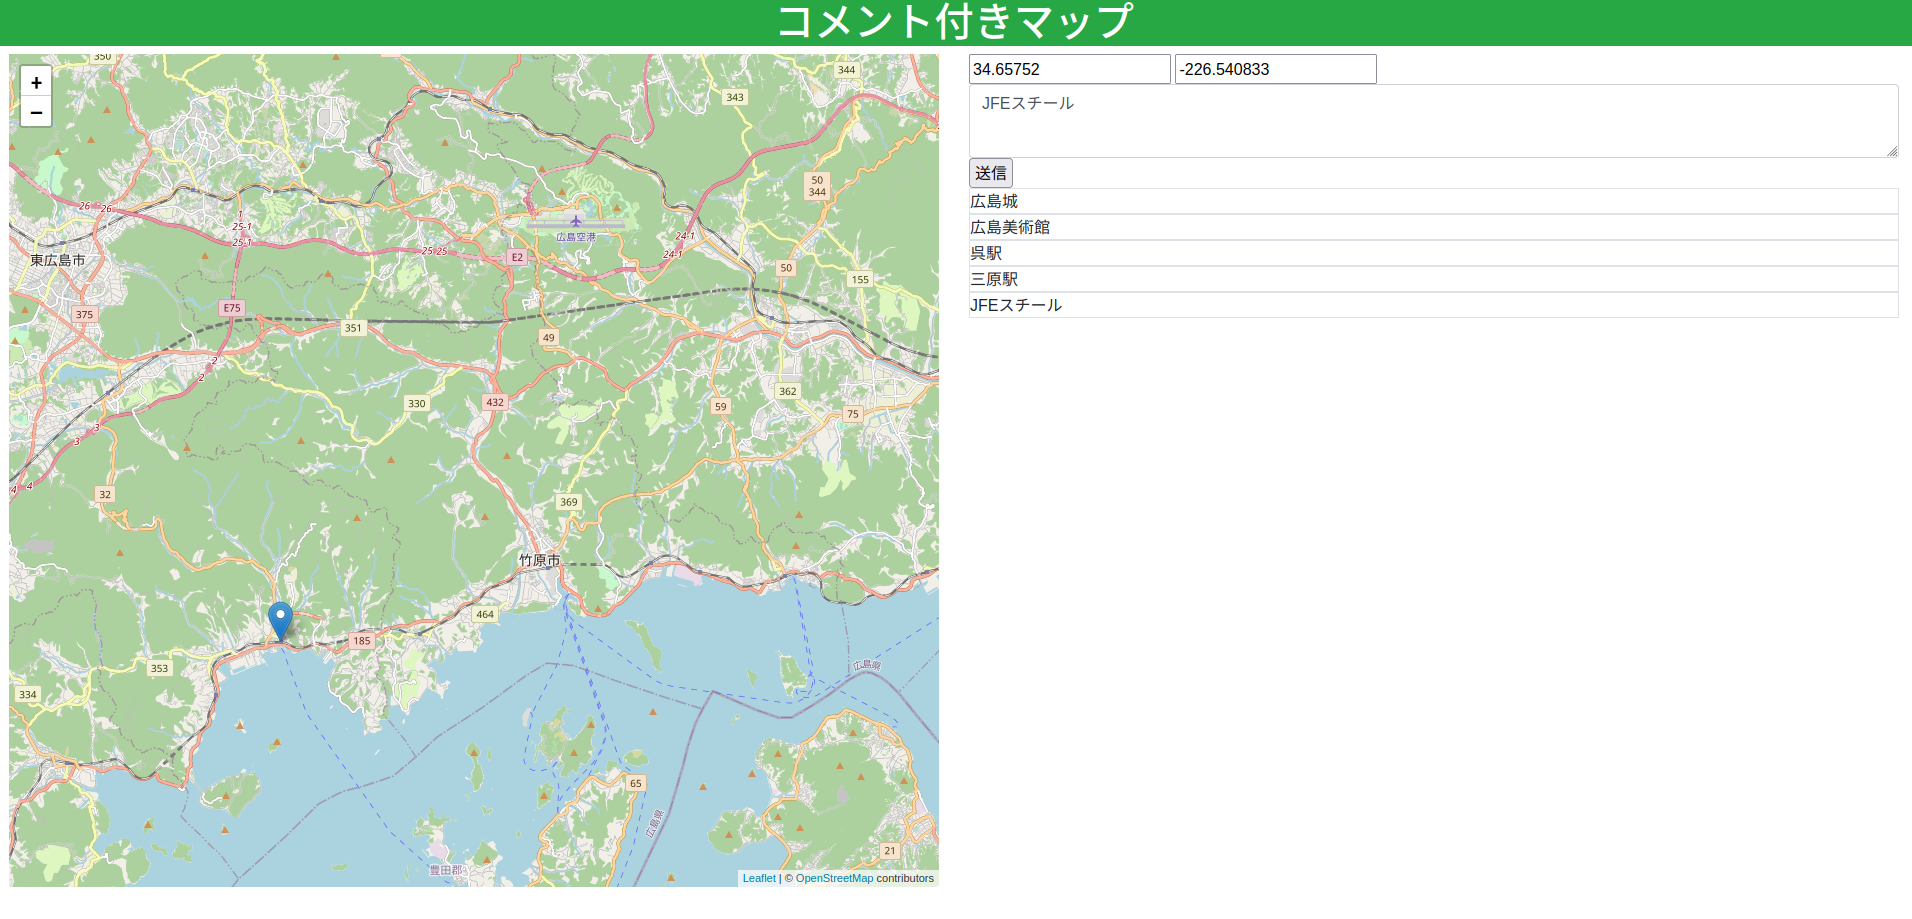 コメント付きマップ
+
−
34.65752 -226.540833
JFEスチール
送信
広島城
広島美術館
呉駅
三原駅
JFEスチール
350
344
343
50
344
26 26
1
25-1
25-1
25 25
広島空港
24-1
24-1
E2
東広島市
50
155
E75
375
351
49
2
2
330
432
59
362
75
3
3
4
4
32
369
竹原市
464
185
353
334
広島県
65
広島県
21
豊田郡
Leaflet | © OpenStreetMap contributors